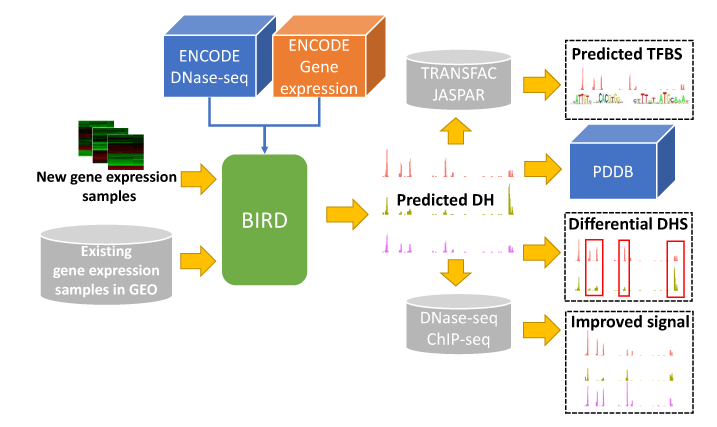 ENCODE
DNase-seq
ENCODE
Gene
expression
New gene expression
samples
Existing
gene expression
samples in GEO
BIRD
Predicted DH
TRANSFAC
JASPAR
Predicted TFBS
PDDB
Differential DHS
DNase-seq
ChIP-seq
Improved signal